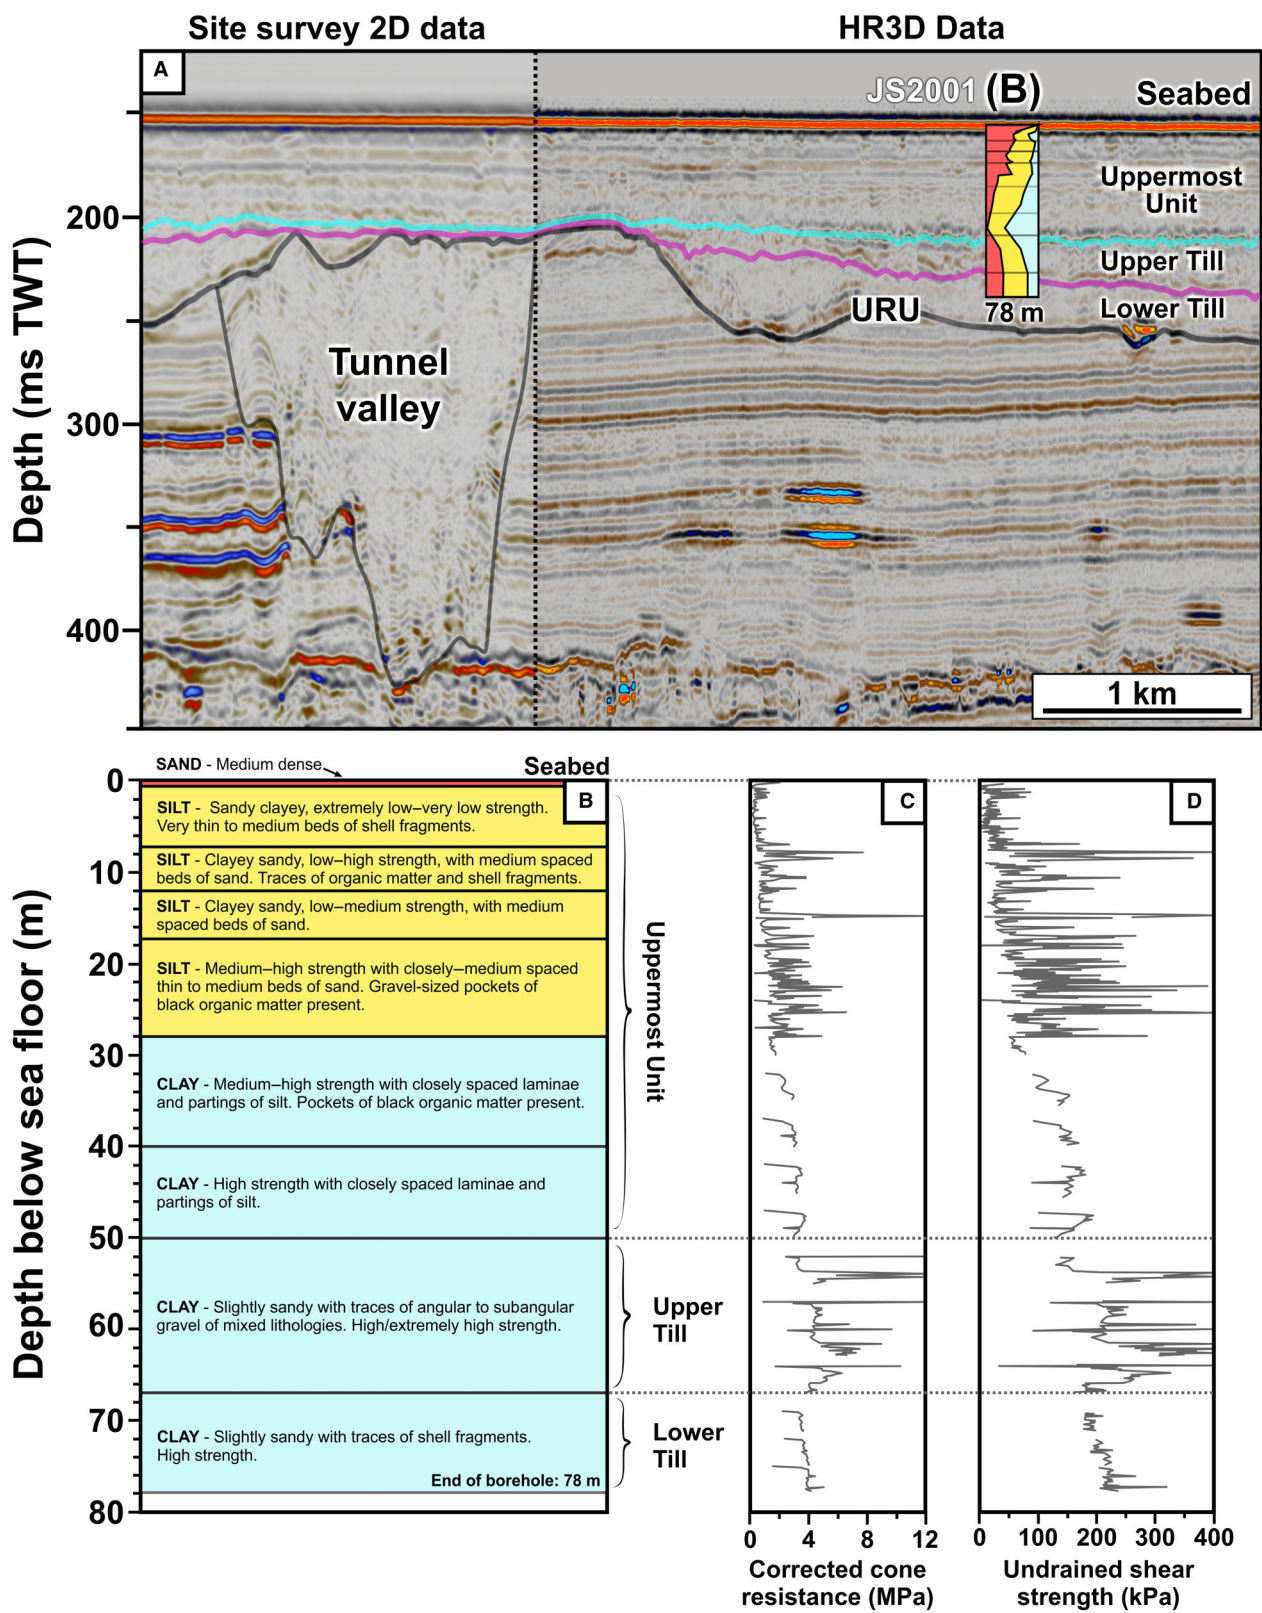 Site survey 2D data
HR3D Data
A
JS2001 (B)
Seabed
Uppermost
Unit
Upper Till
Lower Till
78 m
URU
Tunnel
valley
1 km
200
300
400
Depth (ms TWT)
SAND - Medium dense
Seabed
B
C
D
SILT - Sandy clayey, extremely low–very low strength.
Very thin to medium beds of shell fragments.
SILT - Clayey sandy, low–high strength, with medium spaced
beds of sand. Traces of organic matter and shell fragments.
SILT - Clayey sandy, low–medium strength, with medium
spaced beds of sand.
SILT - Medium–high strength with closely–medium spaced
thin to medium beds of sand. Gravel-sized pockets of
black organic matter present.
CLAY - Medium–high strength with closely spaced laminae
and partings of silt. Pockets of black organic matter present.
CLAY - High strength with closely spaced laminae and
partings of silt.
CLAY - Slightly sandy with traces of angular to subangular
gravel of mixed lithologies. High/extremely high strength.
CLAY - Slightly sandy with traces of shell fragments.
High strength.
End of borehole: 78 m
Uppermost Unit
Upper
Till
Lower
Till
0
10
20
30
40
50
60
70
80
Depth below sea floor (m)
0 4 8 12
Corrected cone
resistance (MPa)
0 100 200 300 400
Undrained shear
strength (kPa)